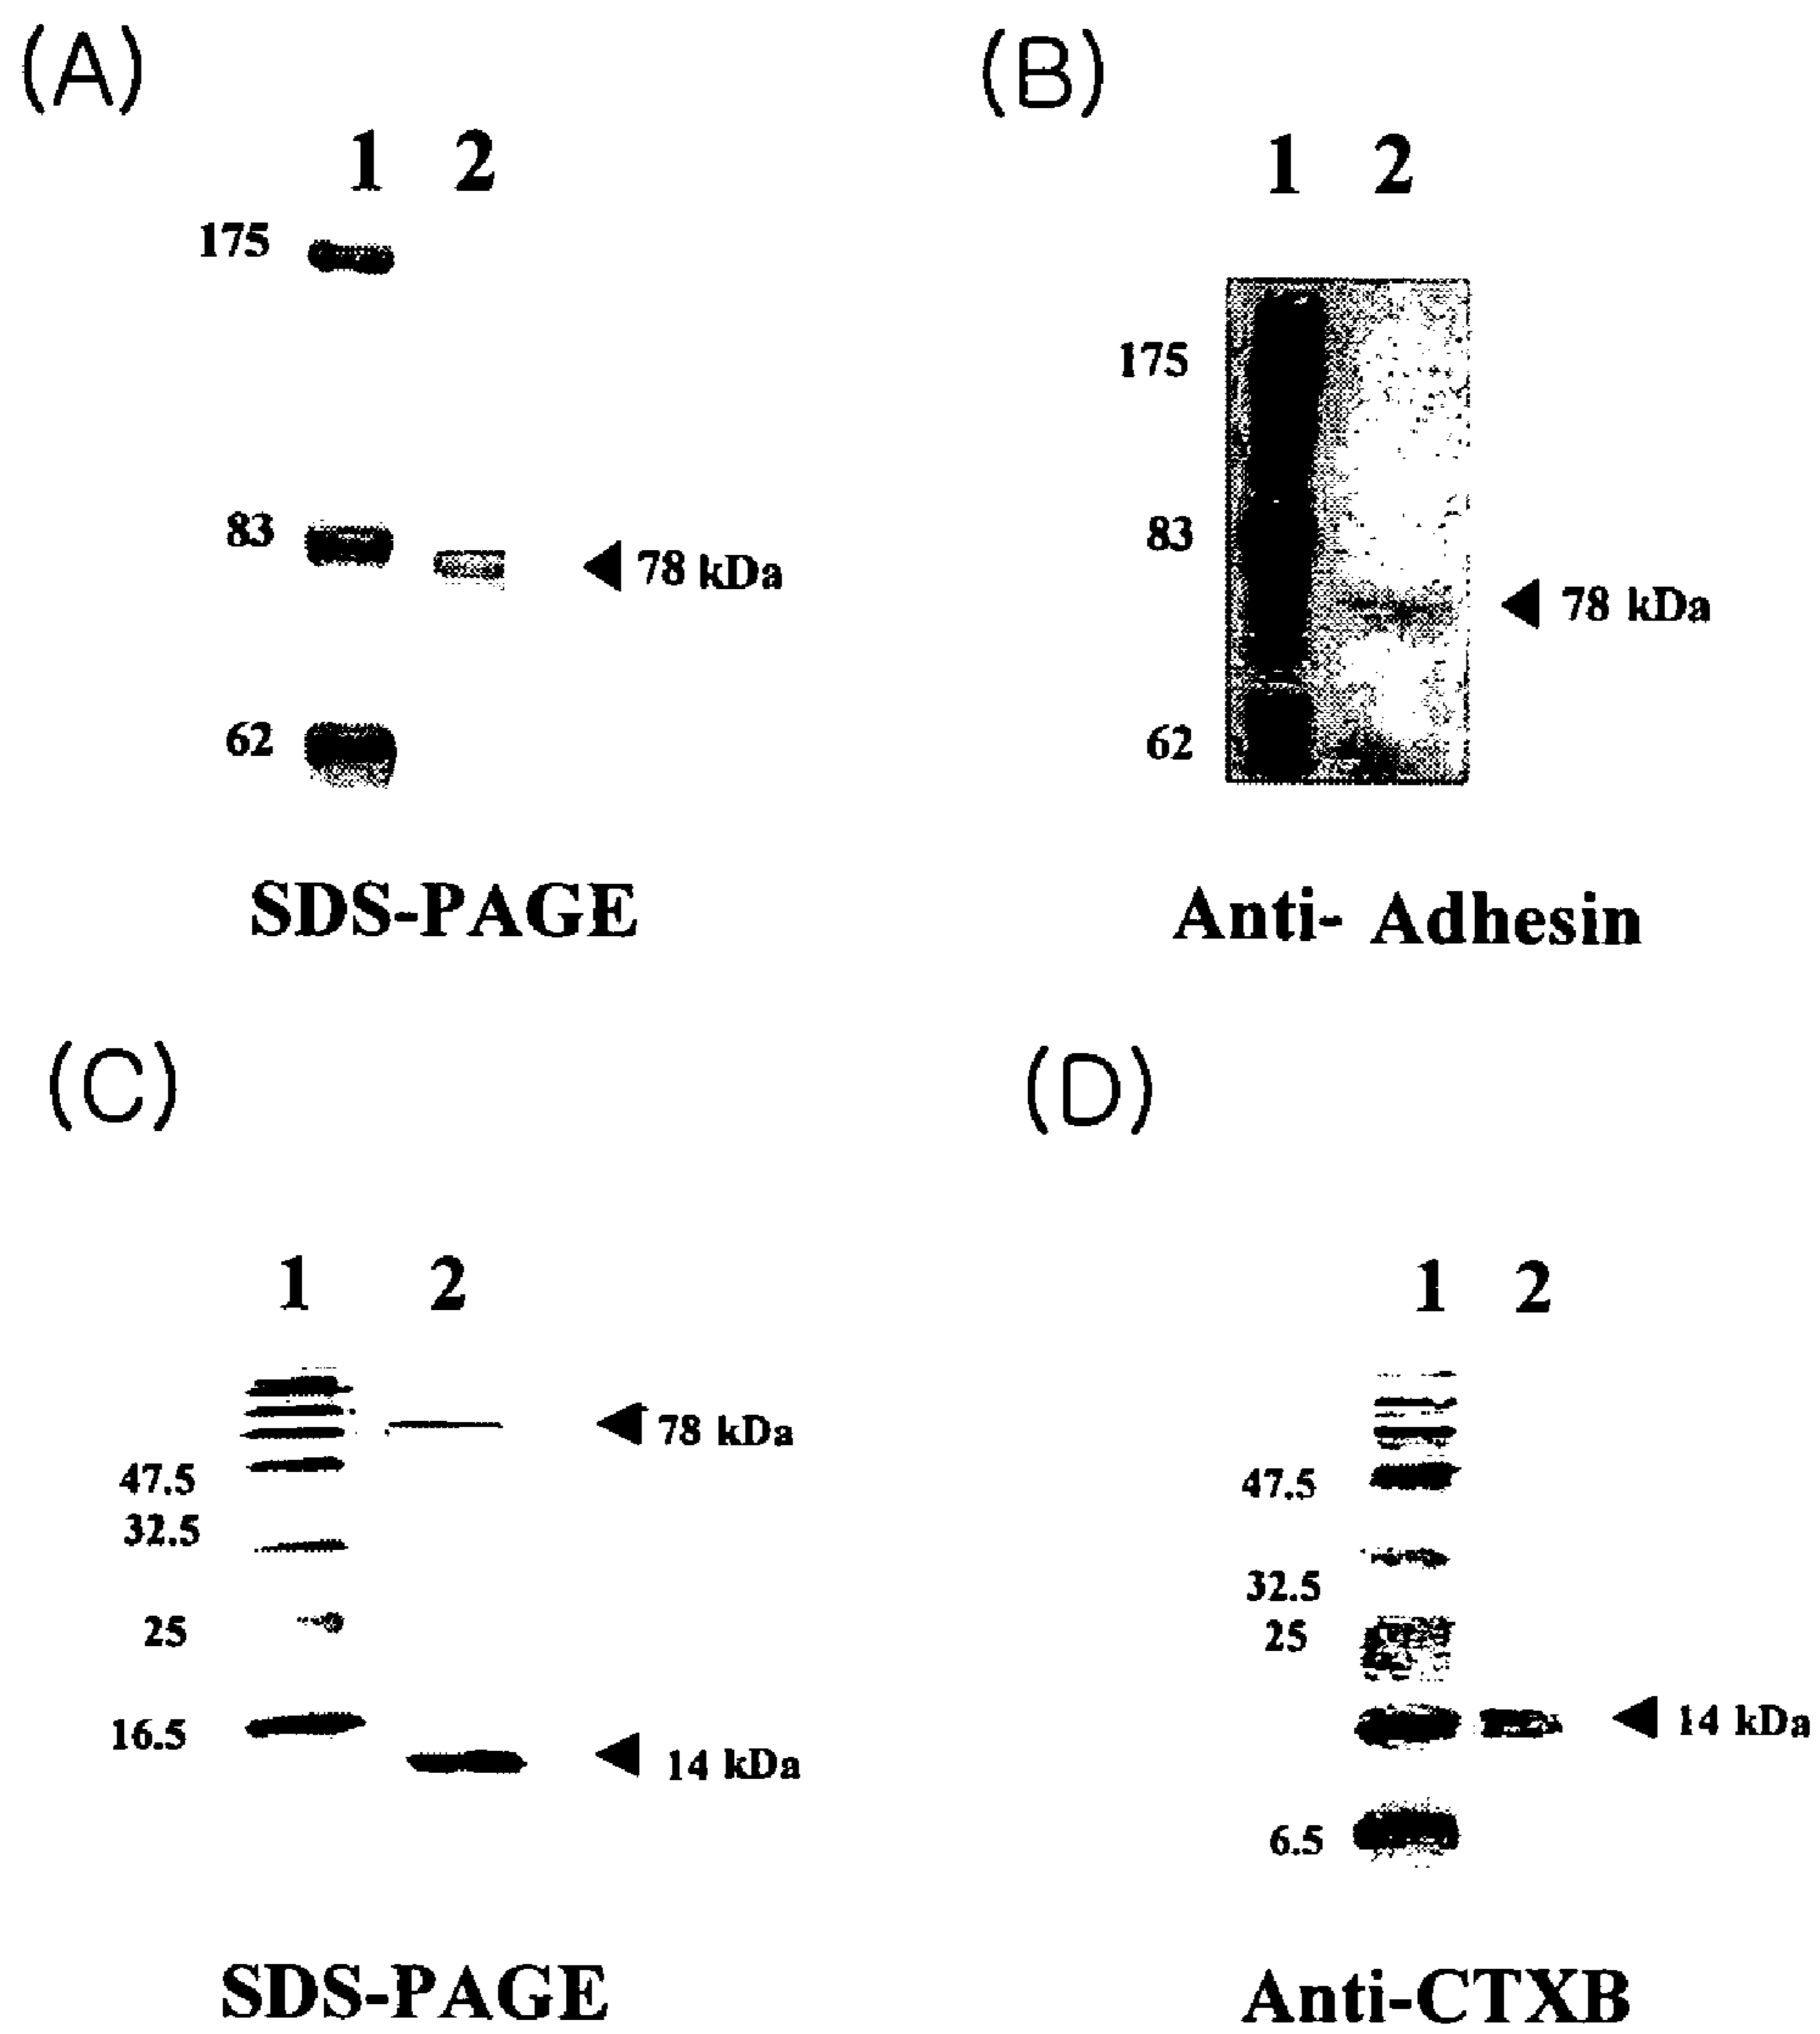 (A) (B)
1 2
1 2
175
175
83
78 kDa
83
78 kDa
62
62
SDS-PAGE
Anti- Adhesin
(C) (D)
1 2
1 2
78 kDa
47.5
32.5
25
16.5
14 kDa
47.5
32.5
25
14 kDa
6.5
SDS-PAGE
Anti-CTXB